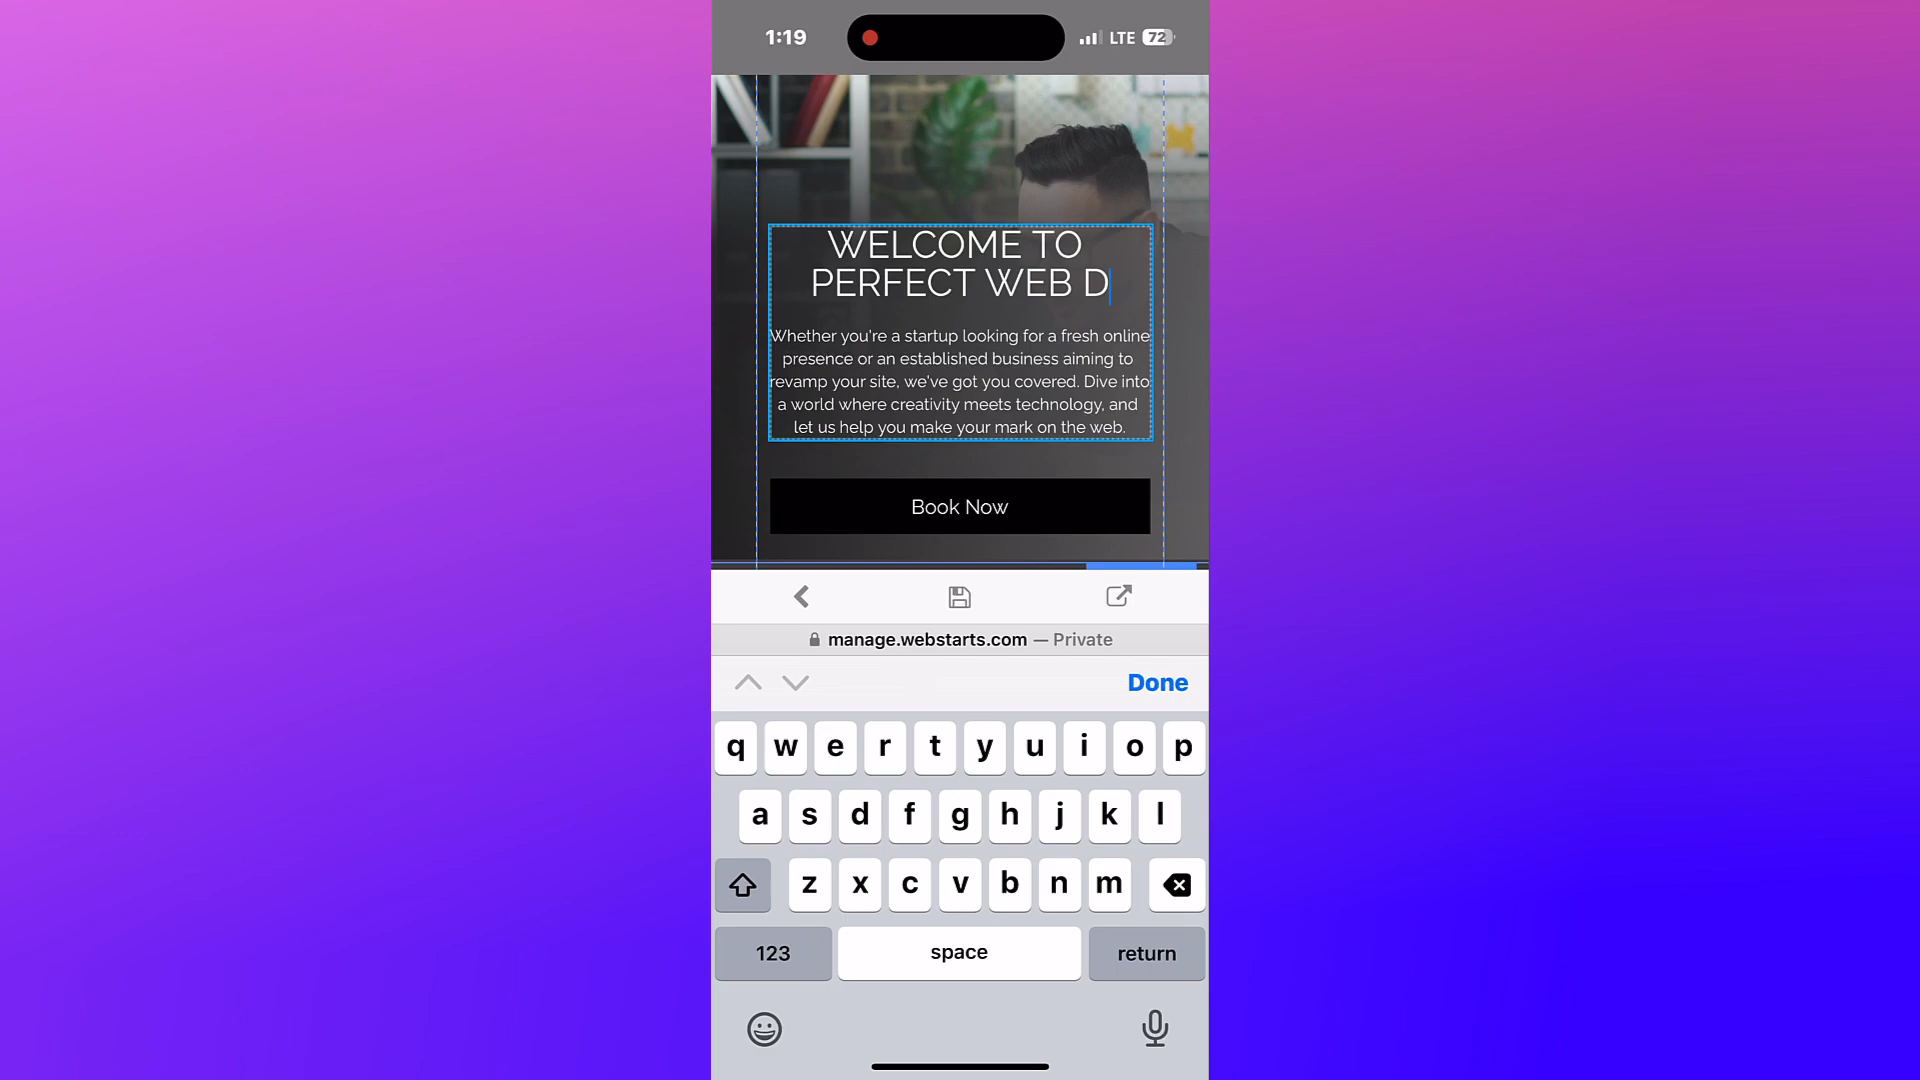 1:19
LTE 72
WELCOME TO
PERFECT WEB D
Whether you're a startup looking for a fresh online
presence or an established business aiming to
revamp your site, we've got you covered. Dive into
a world where creativity meets technology, and
let us help you make your mark on the web.
Book Now
manage.webstarts.com — Private
Done
q w e r t y u i o p
a s d f g h j k l
z x c v b n m
123 space return